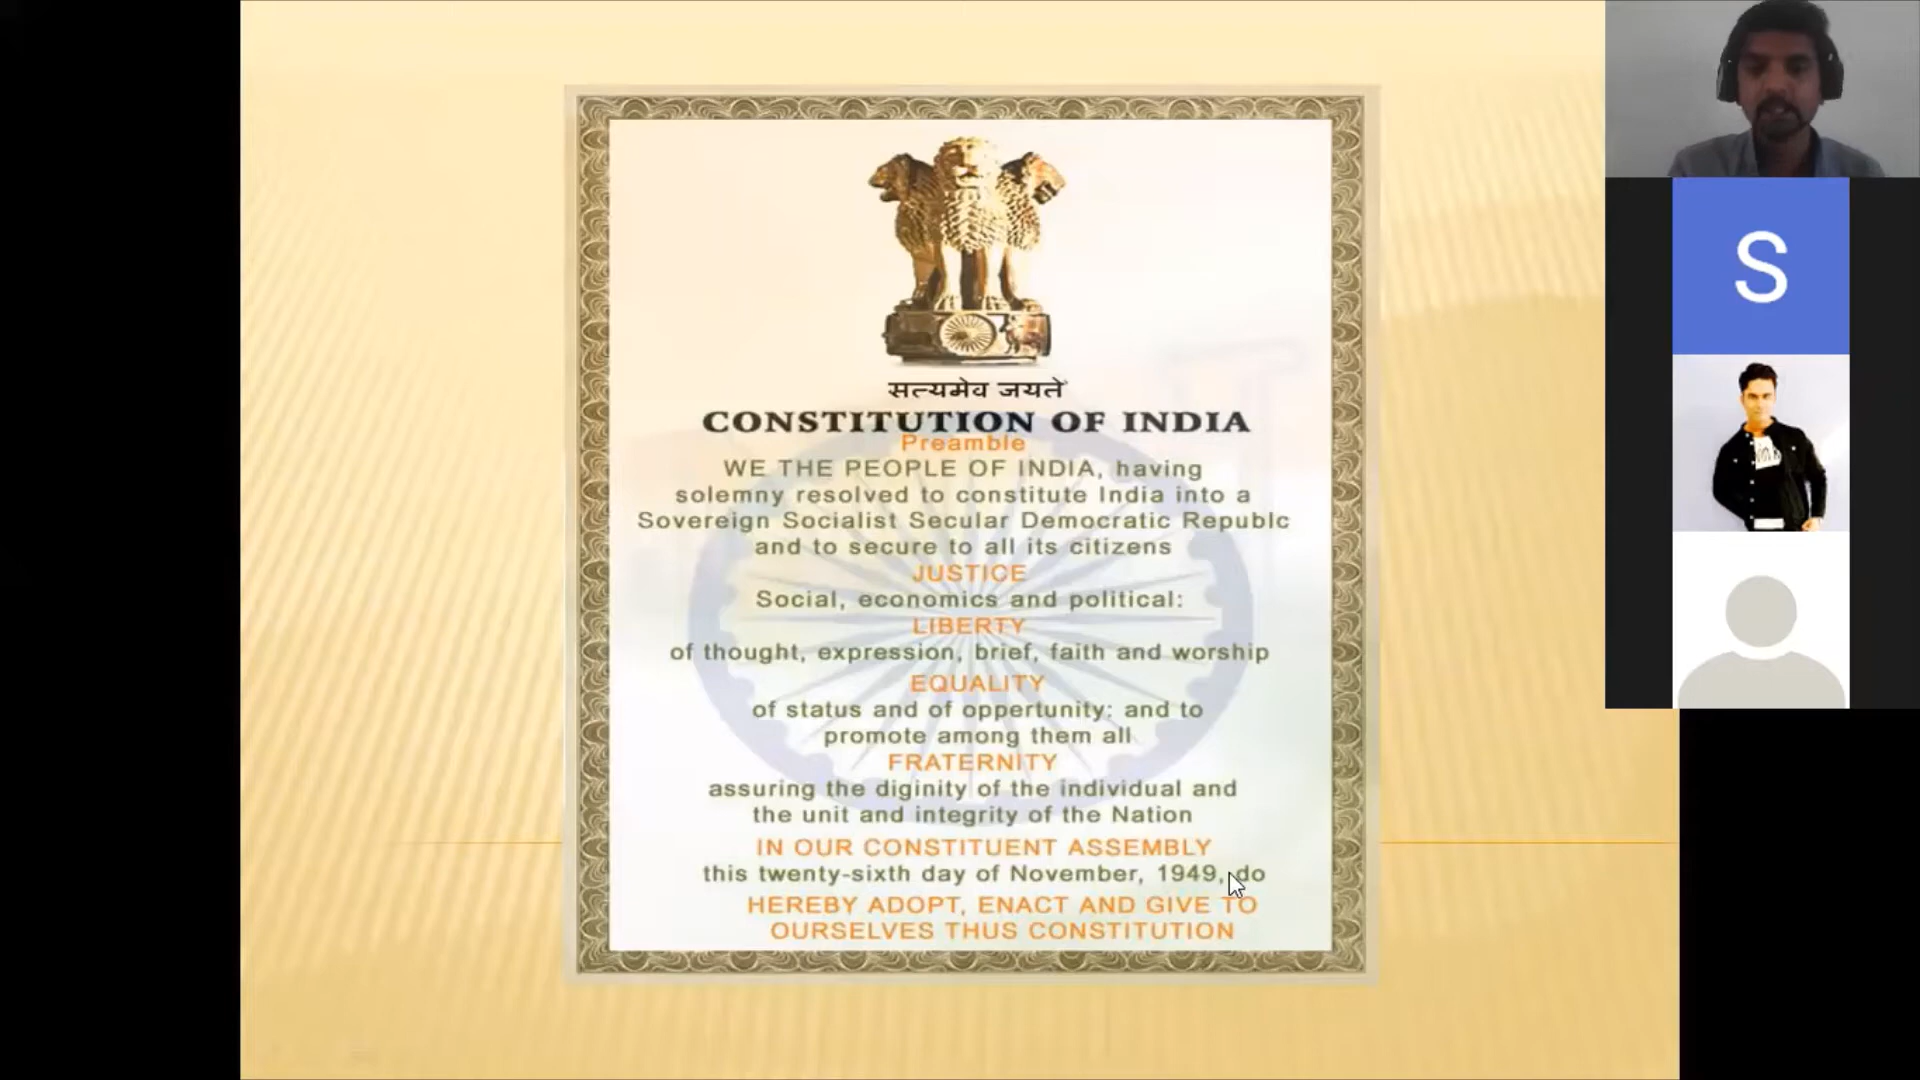 सत्यमेव जयते
CONSTITUTION OF INDIA
Preamble
WE THE PEOPLE OF INDIA, having
solemny resolved to constitute India into a
Sovereign Socialist Secular Democratic Republc
and to secure to all its citizens
JUSTICE
Social, economics and political:
LIBERTY
of thought, expression, brief, faith and worship
EQUALITY
of status and of oppertunity: and to
promote among them all
FRATERNITY
assuring the diginity of the individual and
the unit and integrity of the Nation
IN OUR CONSTITUENT ASSEMBLY
this twenty-sixth day of November, 1949, do
HEREBY ADOPT, ENACT AND GIVE TO
OURSELVES THUS CONSTITUTION
S